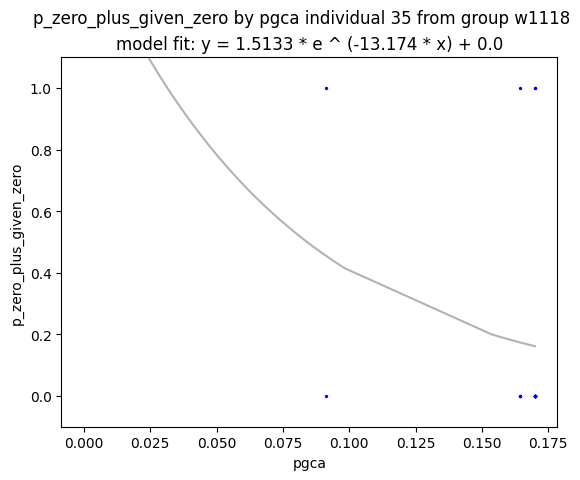 p_zero_plus_given_zero by pgca individual 35 from group w1118
model fit: y = 1.5133 * e ^ (-13.174 * x) + 0.0
1.0
0.8
0.6
0.4
0.2
0.0
p_zero_plus_given_zero
0.000 0.025 0.050 0.075 0.100 0.125 0.150 0.175
pgca